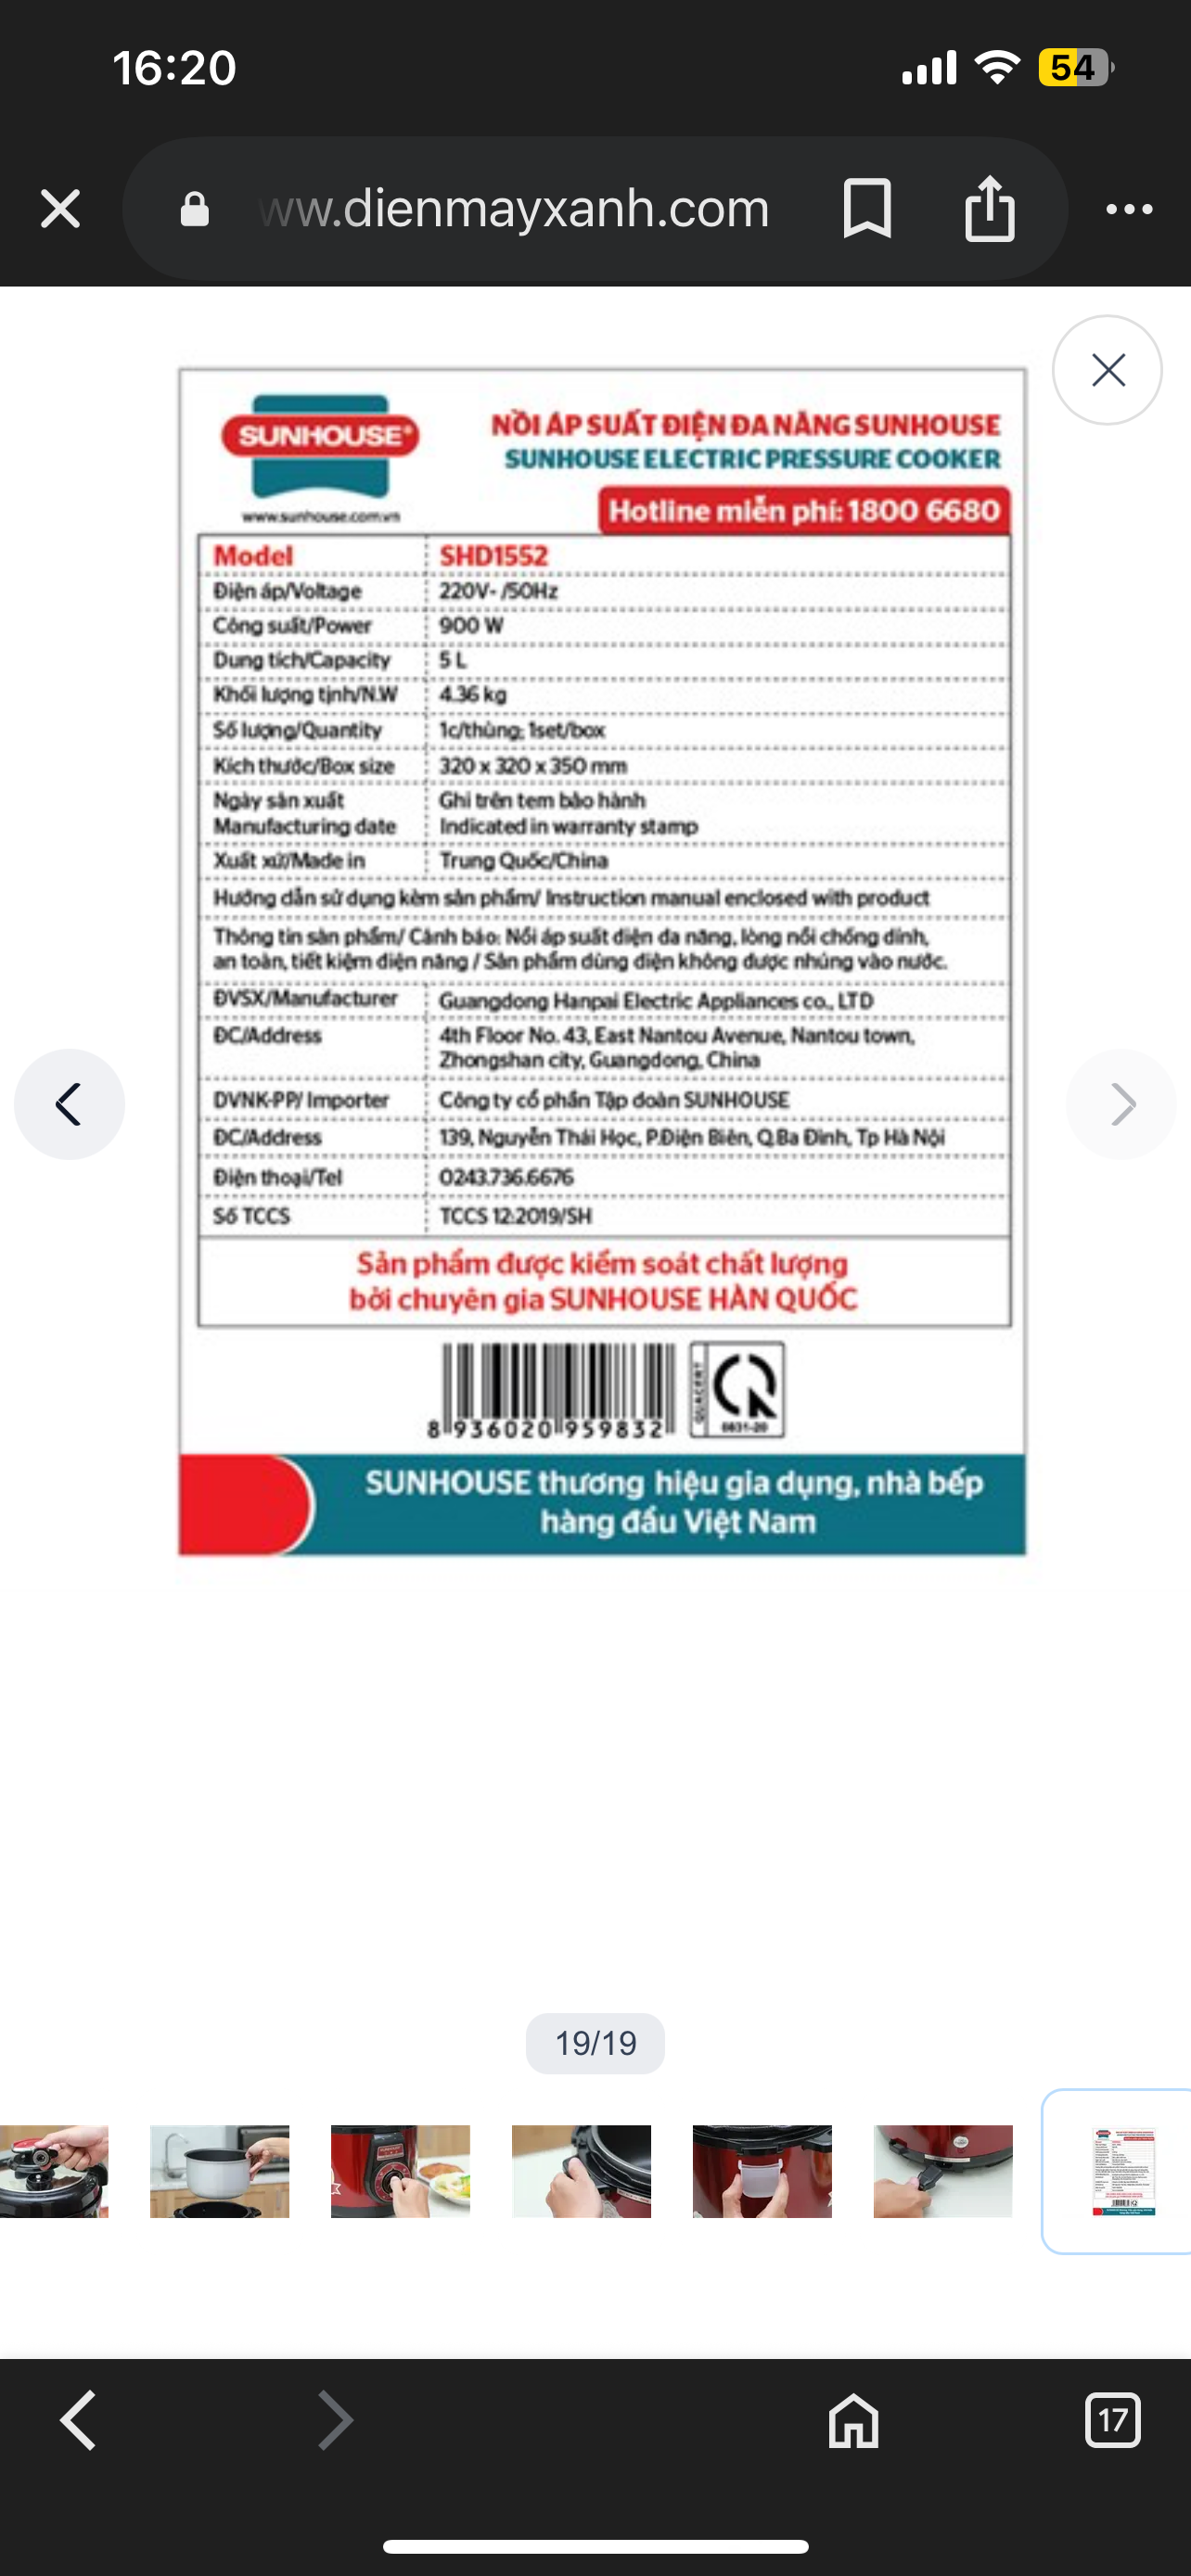 16:20
54
ww.dienmayxanh.com
SUNHOUSE®
www.sunhouse.com.vn
NỒI ÁP SUẤT ĐIỆN ĐA NĂNG SUNHOUSE
SUNHOUSE ELECTRIC PRESSURE COOKER
Hotline miễn phí: 1800 6680
Model SHD1552
Điện áp/Voltage 220V- /50Hz
Công suất/Power 900 W
Dung tích/Capacity 5 L
Khối lượng tịnh/N.W 4.36 kg
Số lượng/Quantity 1c/thùng; 1set/box
Kích thước/Box size 320 x 320 x 350 mm
Ngày sản xuất Ghi trên tem bảo hành
Manufacturing date Indicated in warranty stamp
Xuất xứ/Made in Trung Quốc/China
Hướng dẫn sử dụng kèm sản phẩm/ Instruction manual enclosed with product
Thông tin sản phẩm/ Cảnh báo: Nồi áp suất điện đa năng, lòng nồi chống dính,
an toàn, tiết kiệm điện năng / Sản phẩm dùng điện không được nhúng vào nước.
ĐVSX/Manufacturer Guangdong Hanpai Electric Appliances co., LTD
ĐC/Address 4th Floor No. 43, East Nantou Avenue, Nantou town,
Zhongshan city, Guangdong, China
DVNK-PP/ Importer Công ty cổ phần Tập đoàn SUNHOUSE
ĐC/Address 139, Nguyễn Thái Học, P.Điện Biên, Q.Ba Đình, Tp Hà Nội
Điện thoại/Tel 0243.736.6676
Số TCCS TCCS 12:2019/SH
Sản phẩm được kiểm soát chất lượng
bởi chuyên gia SUNHOUSE HÀN QUỐC
8 936020 959832
QUACERT
0631-20
SUNHOUSE thương hiệu gia dụng, nhà bếp
hàng đầu Việt Nam
19/19
17